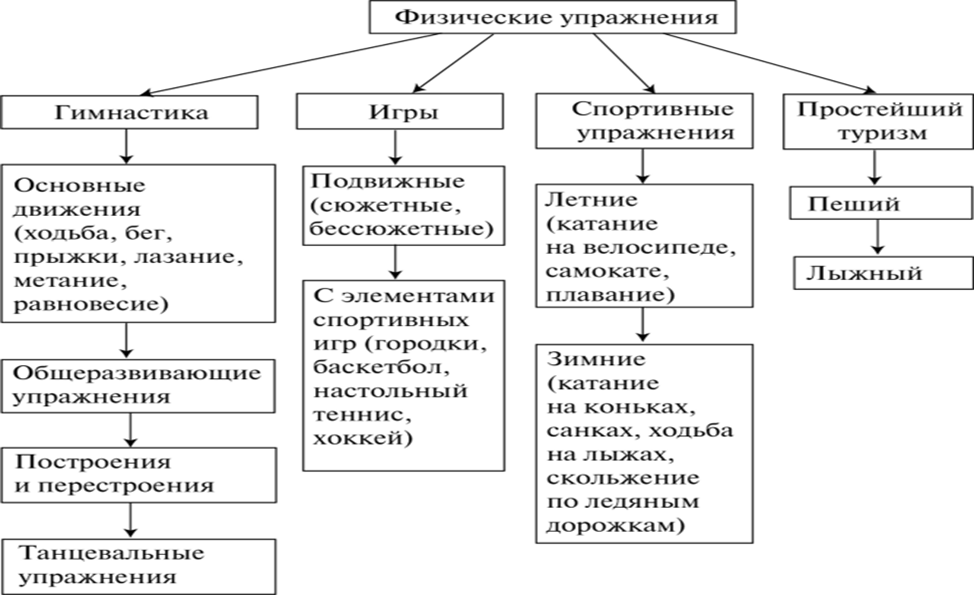 Физические упражнения
Гимнастика
Основные
движения
(ходьба, бег,
прыжки, лазание,
метание,
равновесие)
Общеразвивающие
упражнения
Построения
и перестроения
Танцевальные
упражнения
Игры
Подвижные
(сюжетные,
бессюжетные)
С элементами
спортивных
игр (городки,
баскетбол,
настольный
теннис,
хоккей)
Спортивные
упражнения
Летние
(катание
на велосипеде,
самокате,
плавание)
Зимние
(катание
на коньках,
санках, ходьба
на лыжах,
скольжение
по ледяным
дорожкам)
Простейший
туризм
Пеший
Лыжный